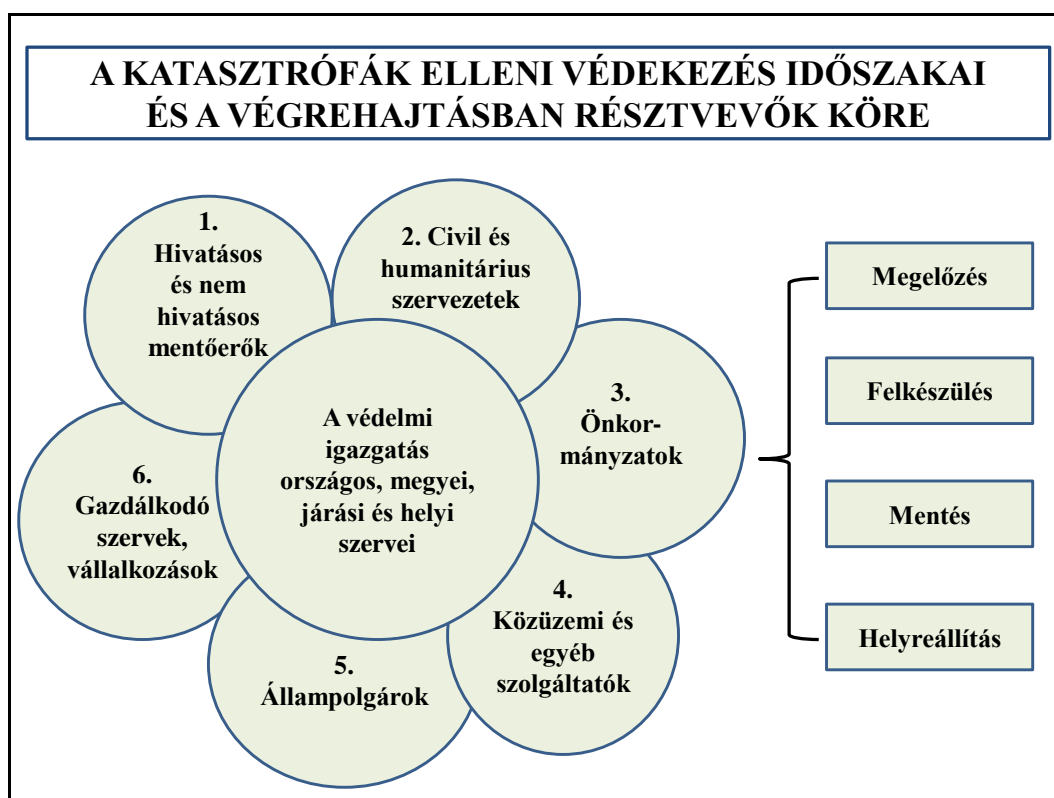 A KATASZTRÓFÁK ELLENI VÉDEKEZÉS IDŐSZAKAI
ÉS A VÉGREHAJTÁSBAN RÉSZTVEVŐK KÖRE
1.
Hivatásos
és nem
hivatásos
mentőerők
2. Civil és
humanitárius
szervezetek
3.
Önkor-
mányzatok
4.
Közüzemi és
egyéb
szolgáltatók
5.
Állampolgárok
6.
Gazdálkodó
szervek,
vállalkozások
A védelmi
igazgatás
országos, megyei,
járási és helyi
szervei
Megelőzés
Felkészülés
Mentés
Helyreállítás